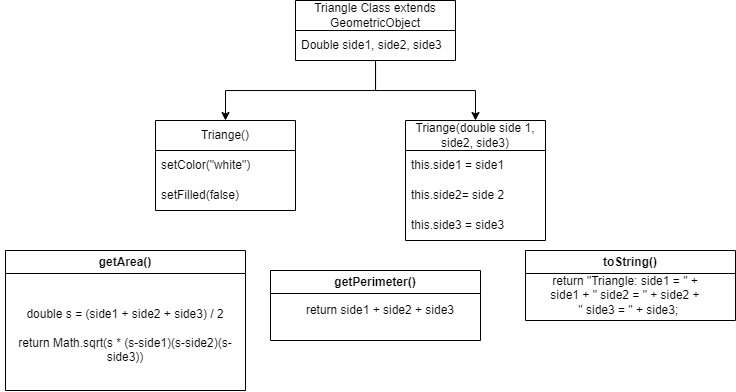 Triangle Class extends
GeometricObject
Double side1, side2, side3
Triange()
setColor("white")
setFilled(false)
Triange(double side 1,
side2, side3)
this.side1 = side1
this.side2= side 2
this.side3 = side3
getArea()
double s = (side1 + side2 + side3) / 2
return Math.sqrt(s * (s-side1)(s-side2)(s-
side3))
getPerimeter()
return side1 + side2 + side3
toString()
return "Triangle: side1 = " +
side1 + " side2 = " + side2 +
" side3 = " + side3;